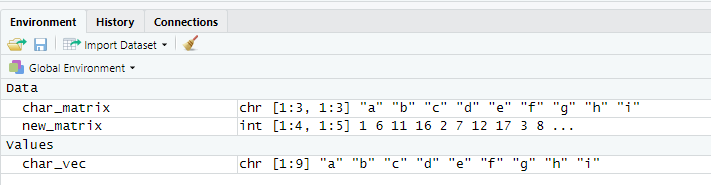 Environment History Connections
Import Dataset
Global Environment
Data
char_matrix chr [1:3, 1:3] "a" "b" "c" "d" "e" "f" "g" "h" "i"
new_matrix int [1:4, 1:5] 1 6 11 16 2 7 12 17 3 8 ...
Values
char_vec chr [1:9] "a" "b" "c" "d" "e" "f" "g" "h" "i"